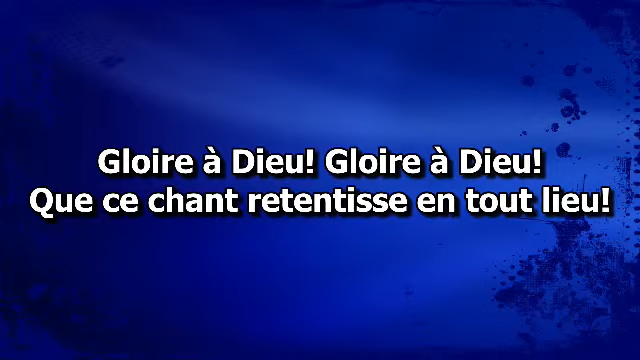 Gloire à Dieu! Gloire à Dieu!
Que ce chant retentisse en tout lieu!